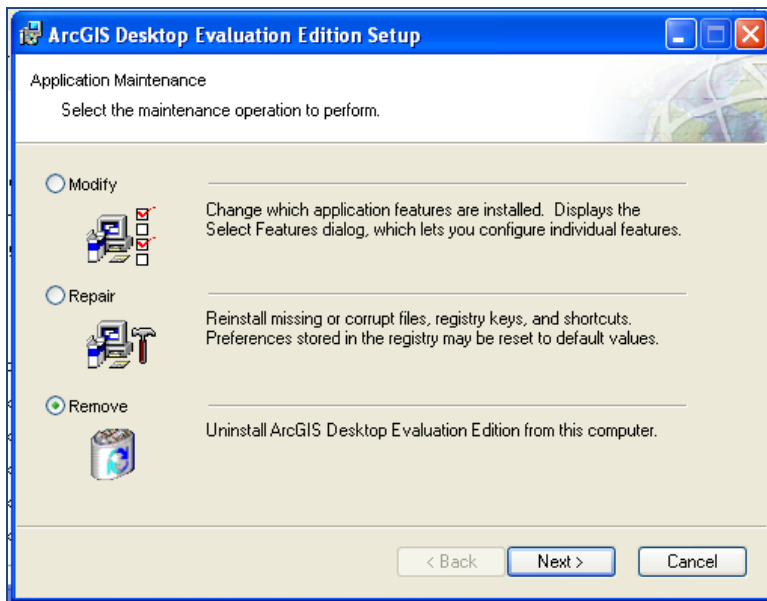 ArcGIS Desktop Evaluation Edition Setup
Application Maintenance
Select the maintenance operation to perform.
Modify
Change which application features are installed. Displays the
Select Features dialog, which lets you configure individual features.
Repair
Reinstall missing or corrupt files, registry keys, and shortcuts.
Preferences stored in the registry may be reset to default values.
Remove
Uninstall ArcGIS Desktop Evaluation Edition from this computer.
< Back
Next >
Cancel